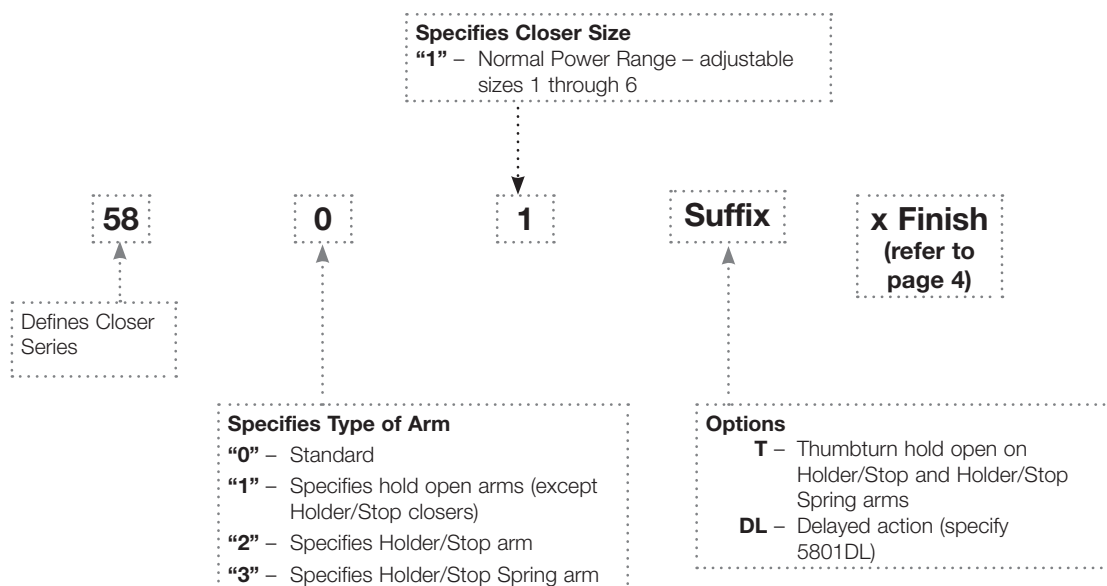 Specifies Closer Size
“1” – Normal Power Range – adjustable
sizes 1 through 6
58
0
1
Suffix
x Finish
(refer to
page 4)
Defines Closer
Series
Specifies Type of Arm
“0” – Standard
“1” – Specifies hold open arms (except
Holder/Stop closers)
“2” – Specifies Holder/Stop arm
“3” – Specifies Holder/Stop Spring arm
Options
T – Thumbturn hold open on
Holder/Stop and Holder/Stop
Spring arms
DL – Delayed action (specify
5801DL)